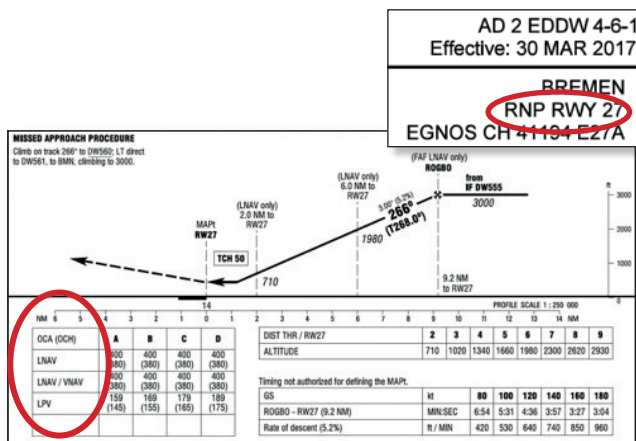 AD 2 EDDW 4-6-1
Effective: 30 MAR 2017
BREMEN
RNP RWY 27
EGNOS CH 41194 E27A
MISSED APPROACH PROCEDURE
Climb on track 266° to DW560; LT direct
to DW561, to BMN, climbing to 3000.
(FAF LNAV only)
ROGBO
from
IF DW555
3000
(LNAV only)
6.0 NM to
RW27
3.00° (5.2%)
266°
(T268.0°)
1980
(LNAV only)
2.0 NM to
RW27
MAPt
RW27
TCH 50
710
9.2 NM
to RW27
ft
3000
2000
1000
0
14
PROFILE SCALE 1 : 250 000
NM 6 5 4 3 2 1 0 1 2 3 4 5 6 7 8 9 10 11 12 13 14 NM
OCA (OCH) A B C D
LNAV 400 (380) 400 (380) 400 (380) 400 (380)
LNAV / VNAV 400 (380) 400 (380) 400 (380) 400 (380)
LPV 159 (145) 169 (155) 179 (165) 189 (175)
DIST THR / RW27 2 3 4 5 6 7 8 9
ALTITUDE 710 1020 1340 1660 1980 2300 2620 2930
Timing not authorized for defining the MAPt.
GS kt 80 100 120 140 160 180
ROGBO - RW27 (9.2 NM) MIN:SEC 6:54 5:31 4:36 3:57 3:27 3:04
Rate of descent (5.2%) ft / MIN 420 530 640 740 850 960